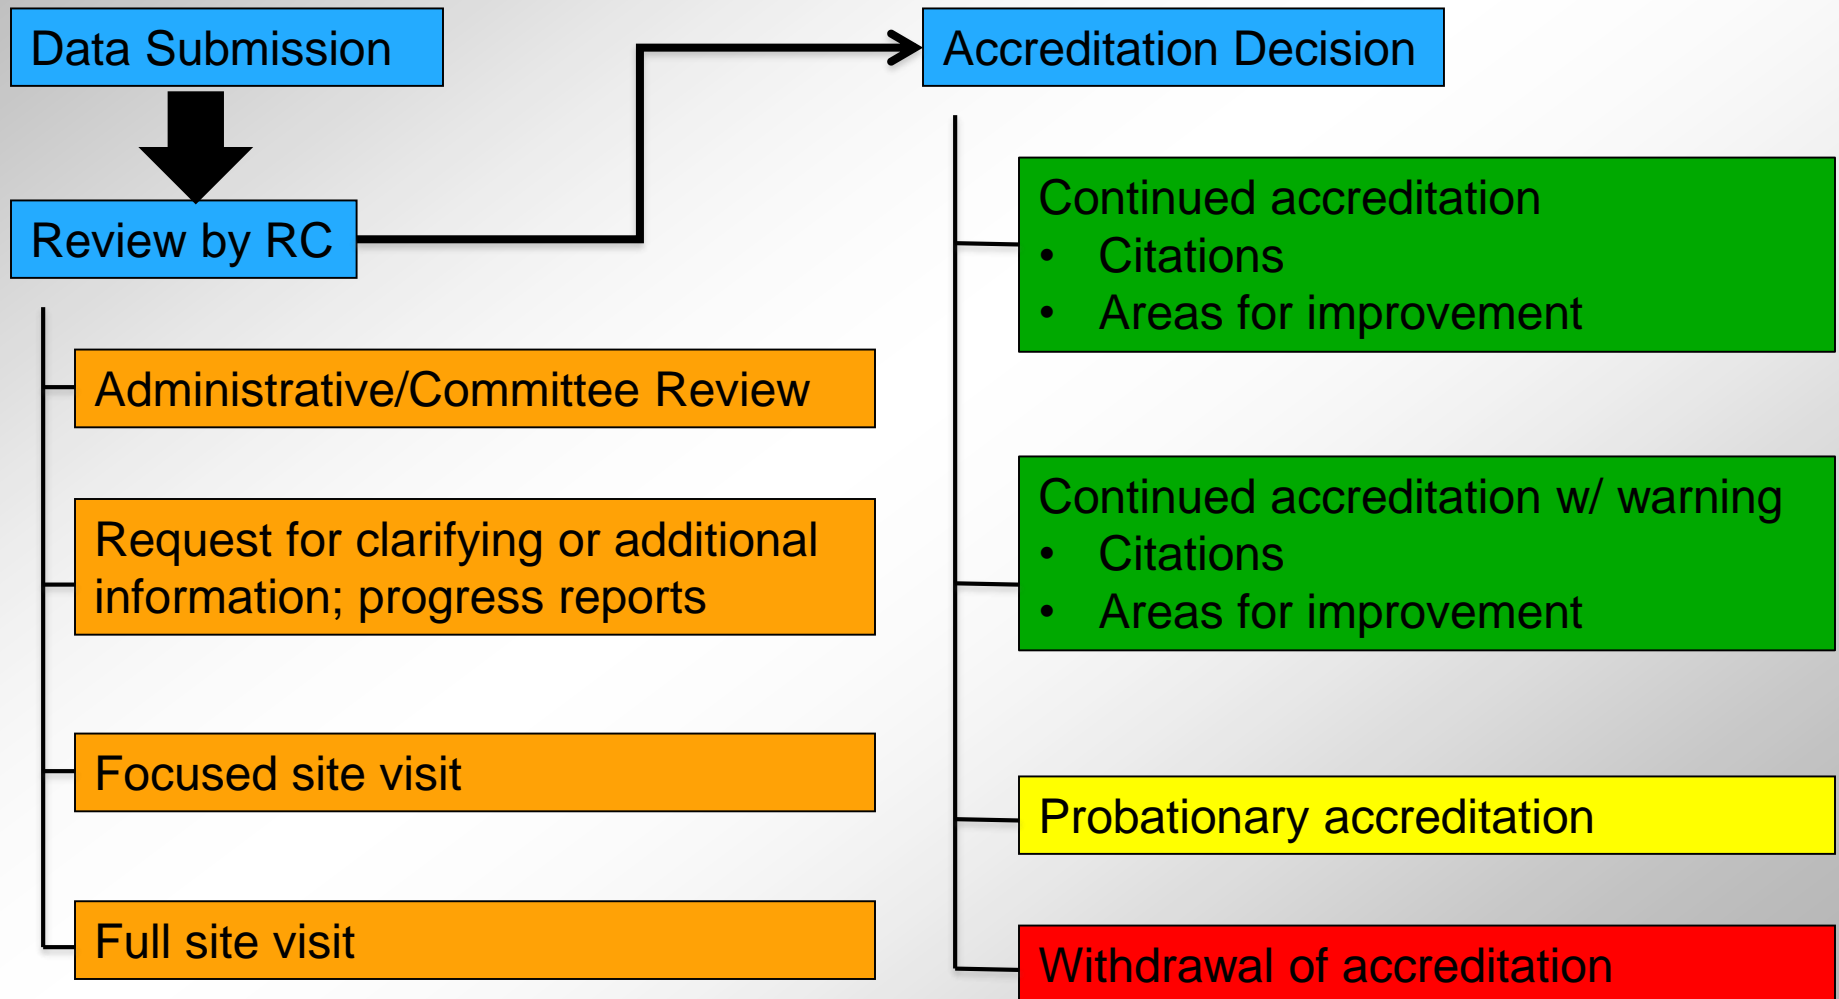 Data Submission
Review by RC
Administrative/Committee Review
Request for clarifying or additional
information; progress reports
Focused site visit
Full site visit
Accreditation Decision
Continued accreditation
• Citations
• Areas for improvement
Continued accreditation w/ warning
• Citations
• Areas for improvement
Probationary accreditation
Withdrawal of accreditation